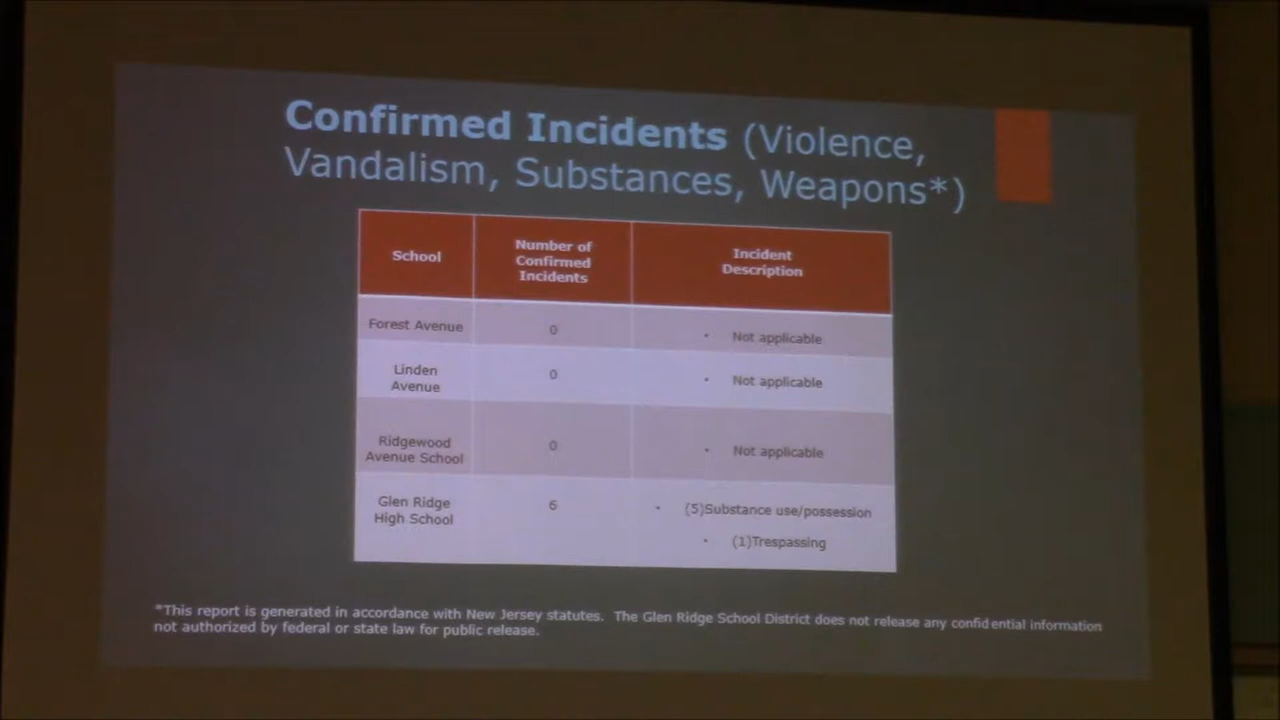 Confirmed Incidents (Violence,
Vandalism, Substances, Weapons*)
School
Number of
Confirmed
Incidents
Incident
Description
Forest Avenue
0
• Not applicable
Linden
Avenue
0
• Not applicable
Ridgewood
Avenue School
0
• Not applicable
Glen Ridge
High School
6
• (5)Substance use/possession
• (1)Trespassing
*This report is generated in accordance with New Jersey statutes. The Glen Ridge School District does not release any confidential information
not authorized by federal or state law for public release.